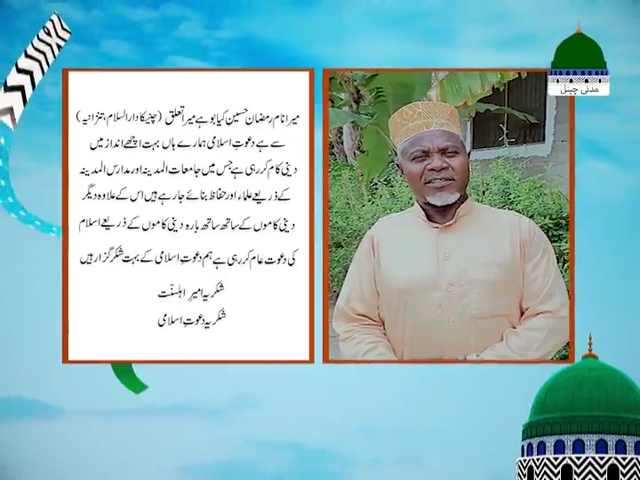 میرا نام رمضان حسین کیابو ہے میرا تعلق (چنیکا دارالسلام، تنزانیہ)
سے ہے دعوتِ اسلامی ہمارے ہاں بہت اچھے انداز میں
دینی کام کر رہی ہے جس میں جامعات المدینہ اور مدارس المدینہ
کے ذریعے علماء اور حفاظ بنائے جا رہے ہیں اس کے علاوہ دیگر
دینی کاموں کے ساتھ ساتھ بارہ دینی کاموں کے ذریعے اسلام
کی دعوت عام کر رہی ہے ہم دعوتِ اسلامی کے بہت شکر گزار ہیں
شکریہ امیرِ اہلسنّت
شکریہ دعوتِ اسلامی
مدنی چینل